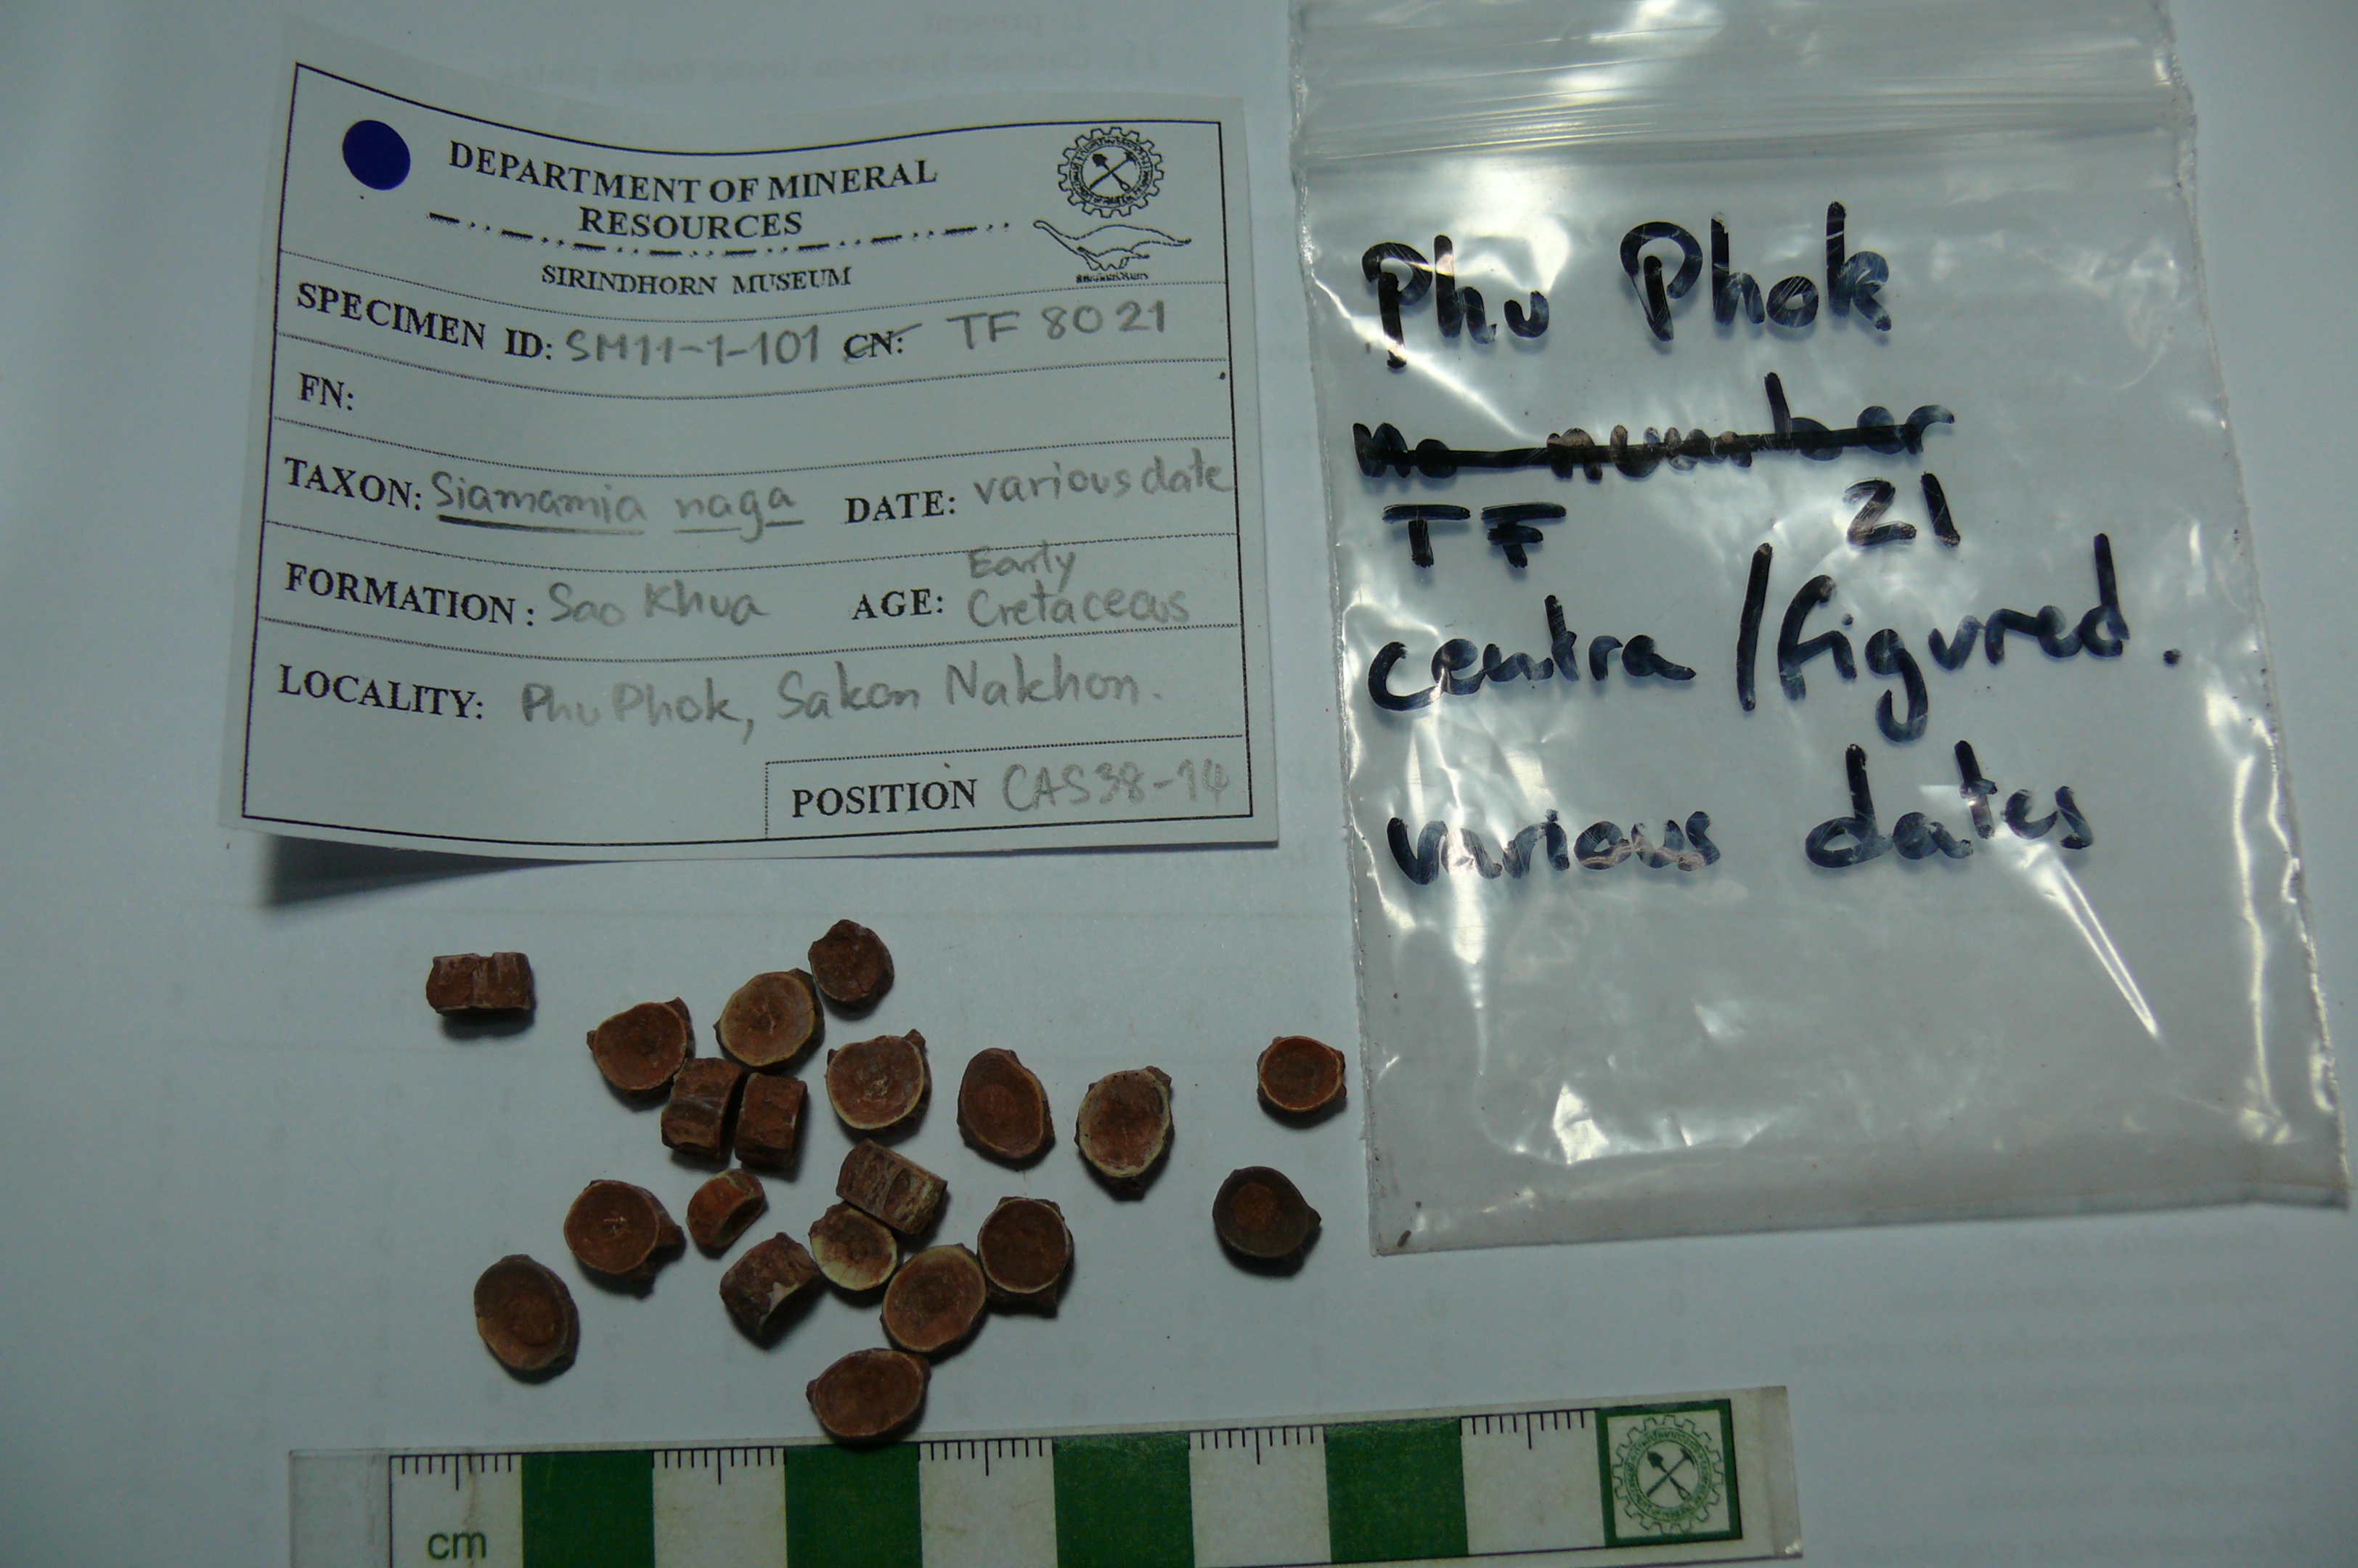 DEPARTMENT OF MINERAL
RESOURCES
SIRINDHORN MUSEUM
SPECIMEN ID: SM11-1-101 CN: TF 8021
FN:
TAXON: Siamamia naga DATE: various date
FORMATION: Sao Khua AGE: Early Cretaceous
LOCALITY: Phu Phok, Sakon Nakhon.
POSITION CAS38-14
Phu Phok
no number
TF 21
centra / figured.
various dates
cm
present